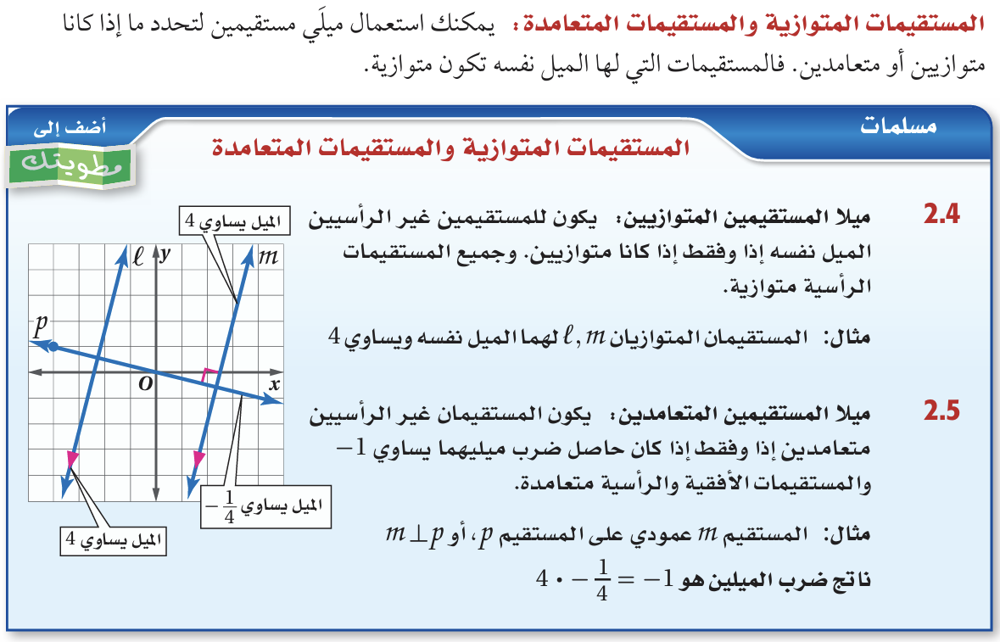 المستقيمات المتوازية والمستقيمات المتعامدة: يمكنك استعمال ميلَي مستقيمين لتحدد ما إذا كانا
متوازيين أو متعامدين. فالمستقيمات التي لها الميل نفسه تكون متوازية.
مسلمات
المستقيمات المتوازية والمستقيمات المتعامدة
أضف إلى
مطويتك
2.4 ميلا المستقيمين المتوازيين: يكون للمستقيمين غير الرأسيين
الميل نفسه إذا وفقط إذا كانا متوازيين. وجميع المستقيمات
الرأسية متوازية.
مثال: المستقيمان المتوازيان ℓ, m لهما الميل نفسه ويساوي 4
2.5 ميلا المستقيمين المتعامدين: يكون المستقيمان غير الرأسيين
متعامدين إذا وفقط إذا كان حاصل ضرب ميليهما يساوي 1−
والمستقيمات الأفقية والرأسية متعامدة.
مثال: المستقيم m عمودي على المستقيم p، أو m ⊥ p
ناتج ضرب الميلين هو 4 • −1/4 = −1
الميل يساوي 4
ℓ
y
m
p
O
x
الميل يساوي −1/4
الميل يساوي 4